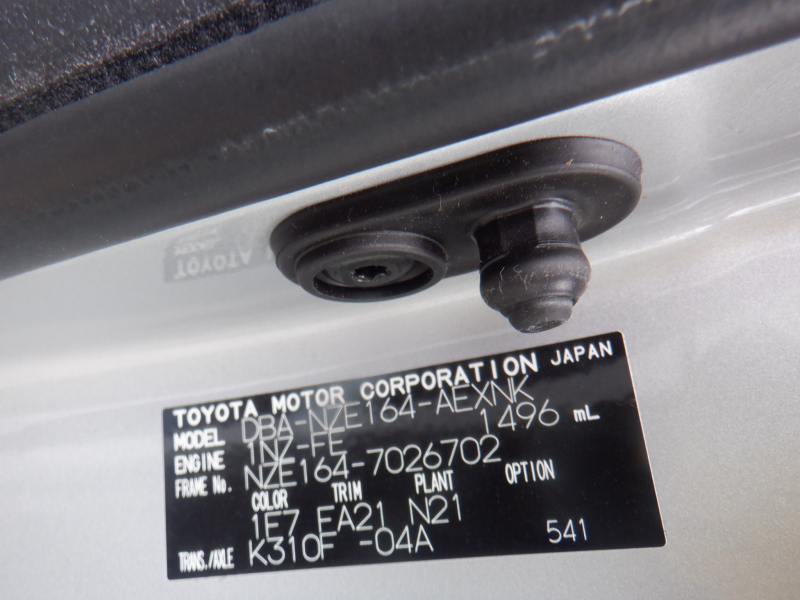 TOYOTA MOTOR CORPORATION JAPAN
MODEL DBA-NZE164-AEXNK
ENGINE 1NZ-FE 1496 mL
FRAME No. NZE164-7026702
COLOR TRIM PLANT OPTION
1E7 FA21 N21
TRANS./AXLE K310F -04A 541